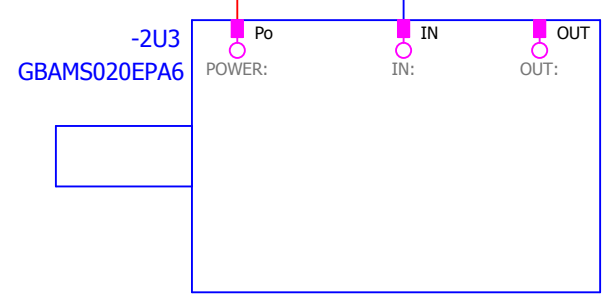 -2U3
GBAMS020EPA6
Po
IN
OUT
POWER:
IN:
OUT: